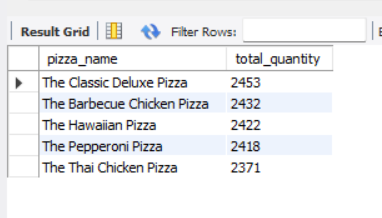 Result Grid Filter Rows:
pizza_name total_quantity
The Classic Deluxe Pizza 2453
The Barbecue Chicken Pizza 2432
The Hawaiian Pizza 2422
The Pepperoni Pizza 2418
The Thai Chicken Pizza 2371